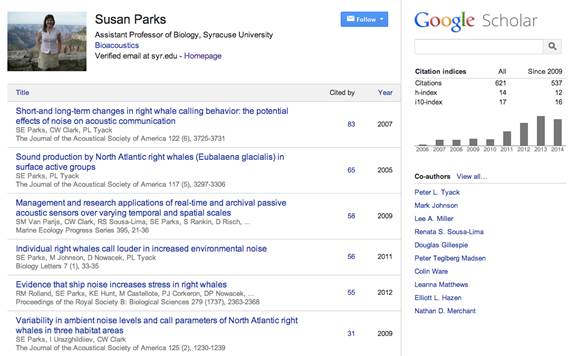 Susan Parks
Assistant Professor of Biology, Syracuse University
Bioacoustics
Verified email at syr.edu - Homepage
Follow
Title Cited by Year
Short-and long-term changes in right whale calling behavior: the potential
effects of noise on acoustic communication
SE Parks, CW Clark, PL Tyack
The Journal of the Acoustical Society of America 122 (6), 3725-3731
83 2007
Sound production by North Atlantic right whales (Eubalaena glacialis) in
surface active groups
SE Parks, PL Tyack
The Journal of the Acoustical Society of America 117 (5), 3297-3306
65 2005
Management and research applications of real-time and archival passive
acoustic sensors over varying temporal and spatial scales
SM Van Parijs, CW Clark, RS Sousa-Lima, SE Parks, S Rankin, D Risch, ...
Marine Ecology Progress Series 395, 21-36
58 2009
Individual right whales call louder in increased environmental noise
SE Parks, M Johnson, D Nowacek, PL Tyack
Biology Letters 7 (1), 33-35
56 2011
Evidence that ship noise increases stress in right whales
RM Rolland, SE Parks, KE Hunt, M Castellote, PJ Corkeron, DP Nowacek, ...
Proceedings of the Royal Society B: Biological Sciences 279 (1737), 2363-2368
55 2012
Variability in ambient noise levels and call parameters of North Atlantic right
whales in three habitat areas
SE Parks, I Urazghildiiev, CW Clark
The Journal of the Acoustical Society of America 125 (2), 1230-1239
31 2009
Google Scholar
Citation indices All Since 2009
Citations 621 537
h-index 14 12
i10-index 17 16
2006 2007 2008 2009 2010 2011 2012 2013 2014
Co-authors View all…
Peter L. Tyack
Mark Johnson
Lee A. Miller
Renata S. Sousa-Lima
Douglas Gillespie
Peter Teglberg Madsen
Colin Ware
Leanna Matthews
Elliott L. Hazen
Nathan D. Merchant